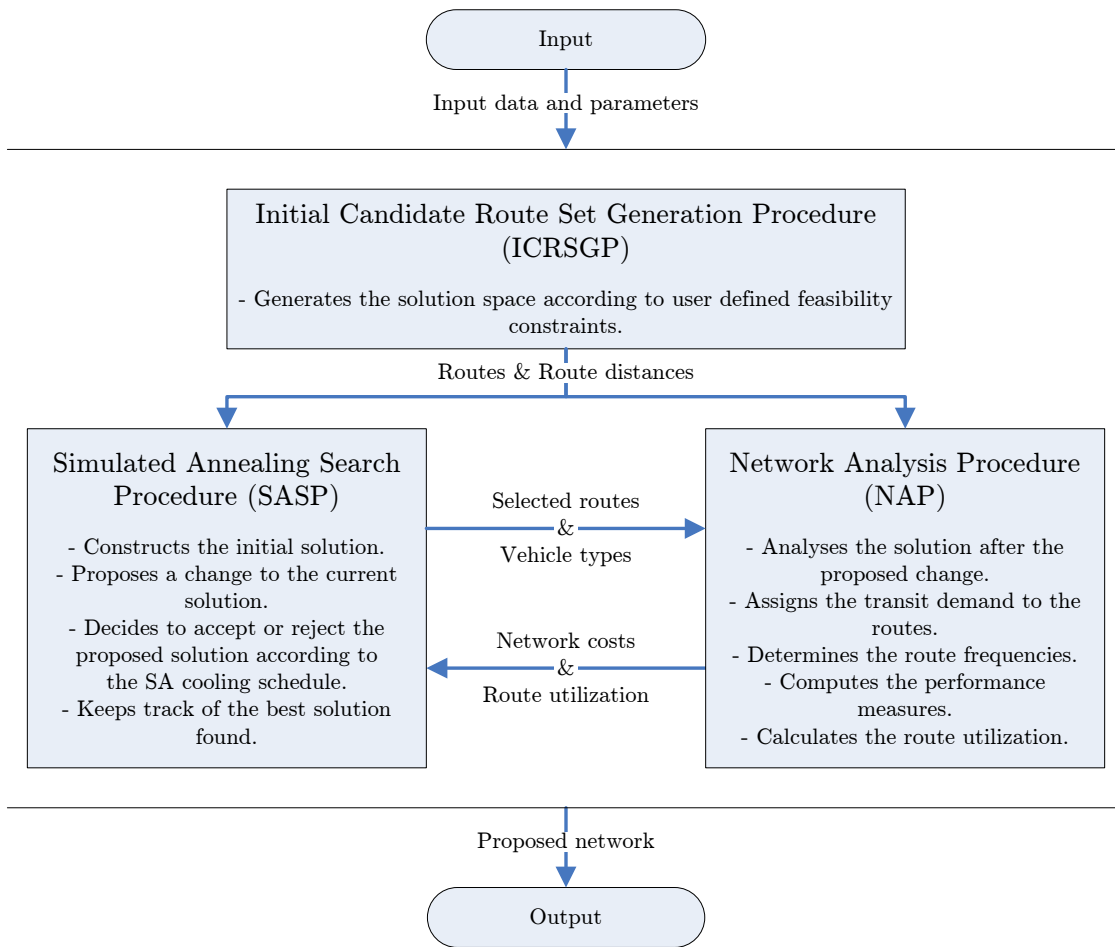 Input
Input data and parameters
Initial Candidate Route Set Generation Procedure
(ICRSGP)
- Generates the solution space according to user defined feasibility
constraints.
Routes & Route distances
Simulated Annealing Search
Procedure (SASP)
- Constructs the initial solution.
- Proposes a change to the current
solution.
- Decides to accept or reject the
proposed solution according to
the SA cooling schedule.
- Keeps track of the best solution
found.
Selected routes
&
Vehicle types
Network costs
&
Route utilization
Network Analysis Procedure
(NAP)
- Analyses the solution after the
proposed change.
- Assigns the transit demand to the
routes.
- Determines the route frequencies.
- Computes the performance
measures.
- Calculates the route utilization.
Proposed network
Output